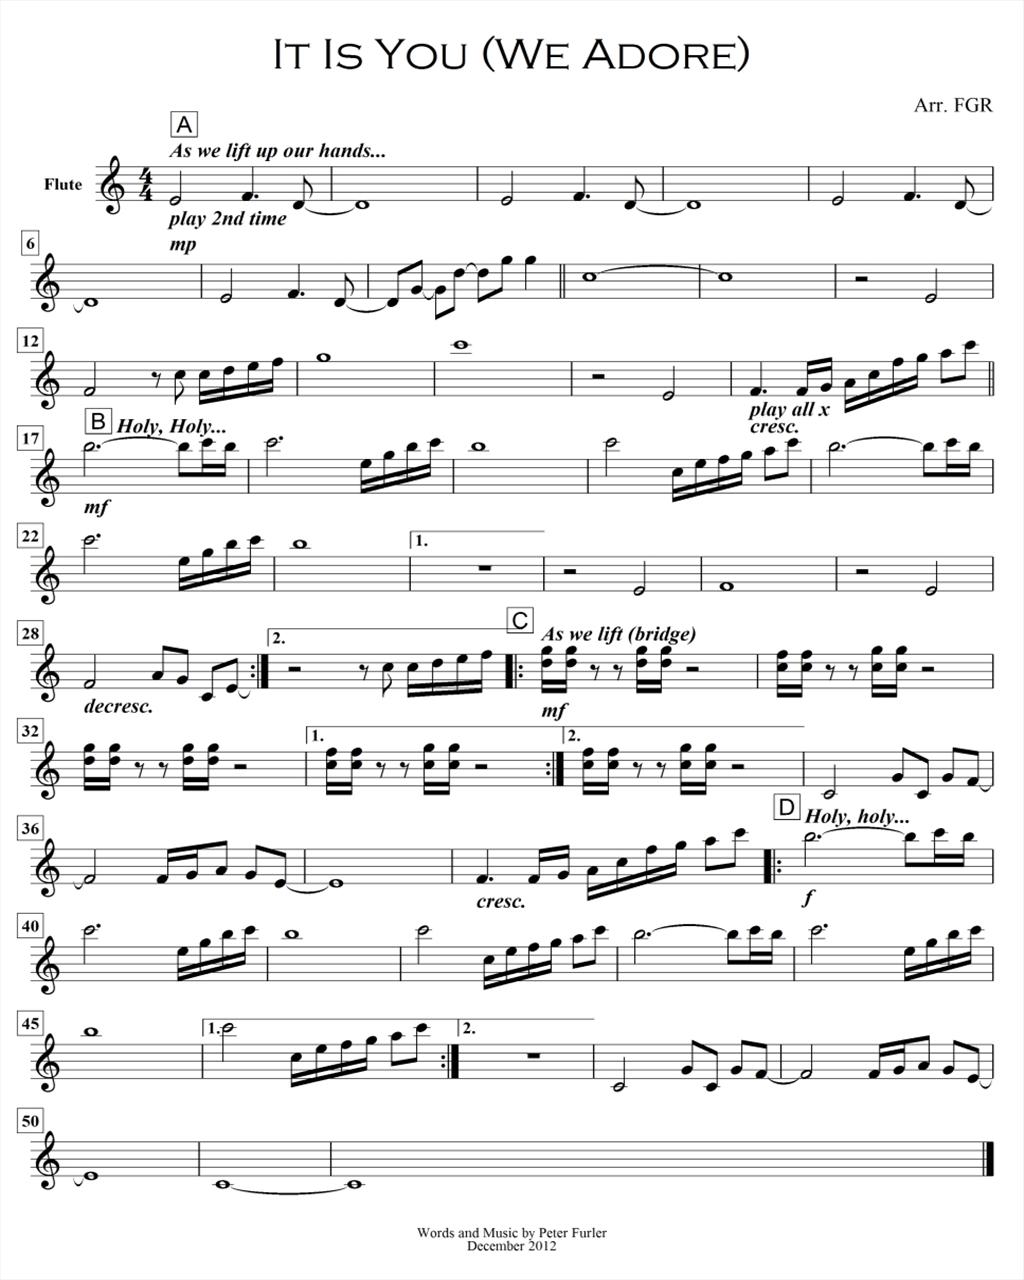 IT IS YOU (WE ADORE)
Arr. FGR
A
As we lift up our hands...
Flute
play 2nd time
mp
6
12
play all x
cresc.
B Holy, Holy...
17
mf
22
1.
28
2.
C
As we lift (bridge)
decresc.
mf
32
1.
2.
36
D
Holy, holy...
cresc.
f
40
45
1.
2.
50
Words and Music by Peter Furler
December 2012